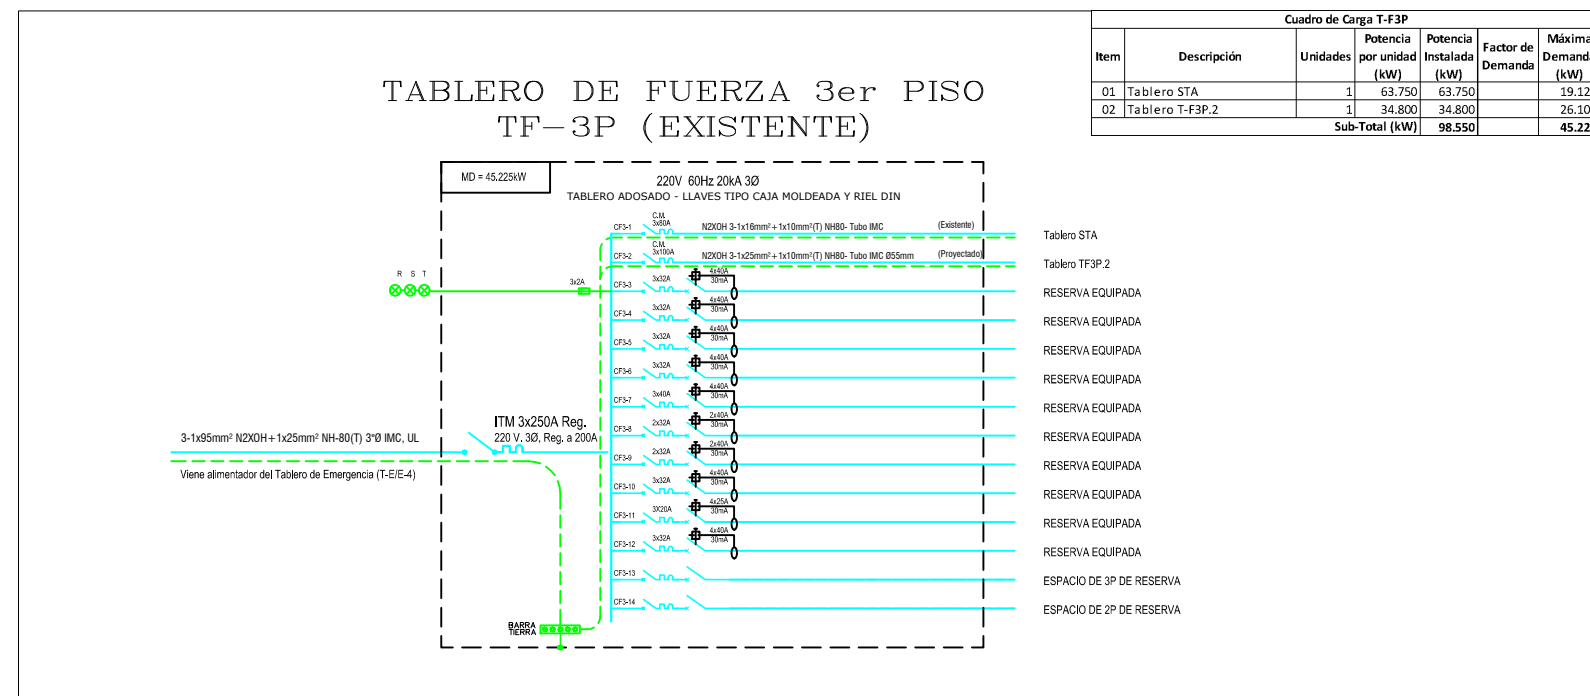 Cuadro de Carga T-F3P
Item Descripción Unidades Potencia por unidad (kW) Potencia Instalada (kW) Factor de Demanda Máxima Demanda (kW)
01 Tablero STA 1 63.750 63.750 19.12
02 Tablero T-F3P.2 1 34.800 34.800 26.10
Sub-Total (kW) 98.550 45.22
TABLERO DE FUERZA 3er PISO
TF-3P (EXISTENTE)
MD = 45.225kW
220V 60Hz 20kA 3Ø
TABLERO ADOSADO - LLAVES TIPO CAJA MOLDEADA Y RIEL DIN
CF3-1 C.M. 3x80A N2XOH 3-1x16mm²+1x10mm²(T) NH80- Tubo IMC (Existente) Tablero STA
CF3-2 C.M. 3x100A N2XOH 3-1x25mm²+1x10mm²(T) NH80- Tubo IMC Ø55mm (Proyectado) Tablero TF3P.2
R S T
3x2A
CF3-3 3x32A 4x40A 30mA RESERVA EQUIPADA
CF3-4 3x32A 4x40A 30mA RESERVA EQUIPADA
CF3-5 3x32A 4x40A 30mA RESERVA EQUIPADA
CF3-6 3x32A 4x40A 30mA RESERVA EQUIPADA
CF3-7 3x40A 4x40A 30mA RESERVA EQUIPADA
CF3-8 2x32A 2x40A 30mA RESERVA EQUIPADA
CF3-9 2x32A 2x40A 30mA RESERVA EQUIPADA
CF3-10 3x32A 4x40A 30mA RESERVA EQUIPADA
CF3-11 3X20A 4x25A 30mA RESERVA EQUIPADA
CF3-12 3x32A 4x40A 30mA RESERVA EQUIPADA
CF3-13 ESPACIO DE 3P DE RESERVA
CF3-14 ESPACIO DE 2P DE RESERVA
ITM 3x250A Reg.
220 V. 3Ø, Reg. a 200A
3-1x95mm² N2XOH+1x25mm² NH-80(T) 3"Ø IMC, UL
Viene alimentador del Tablero de Emergencia (T-E/E-4)
BARRA
TIERRA